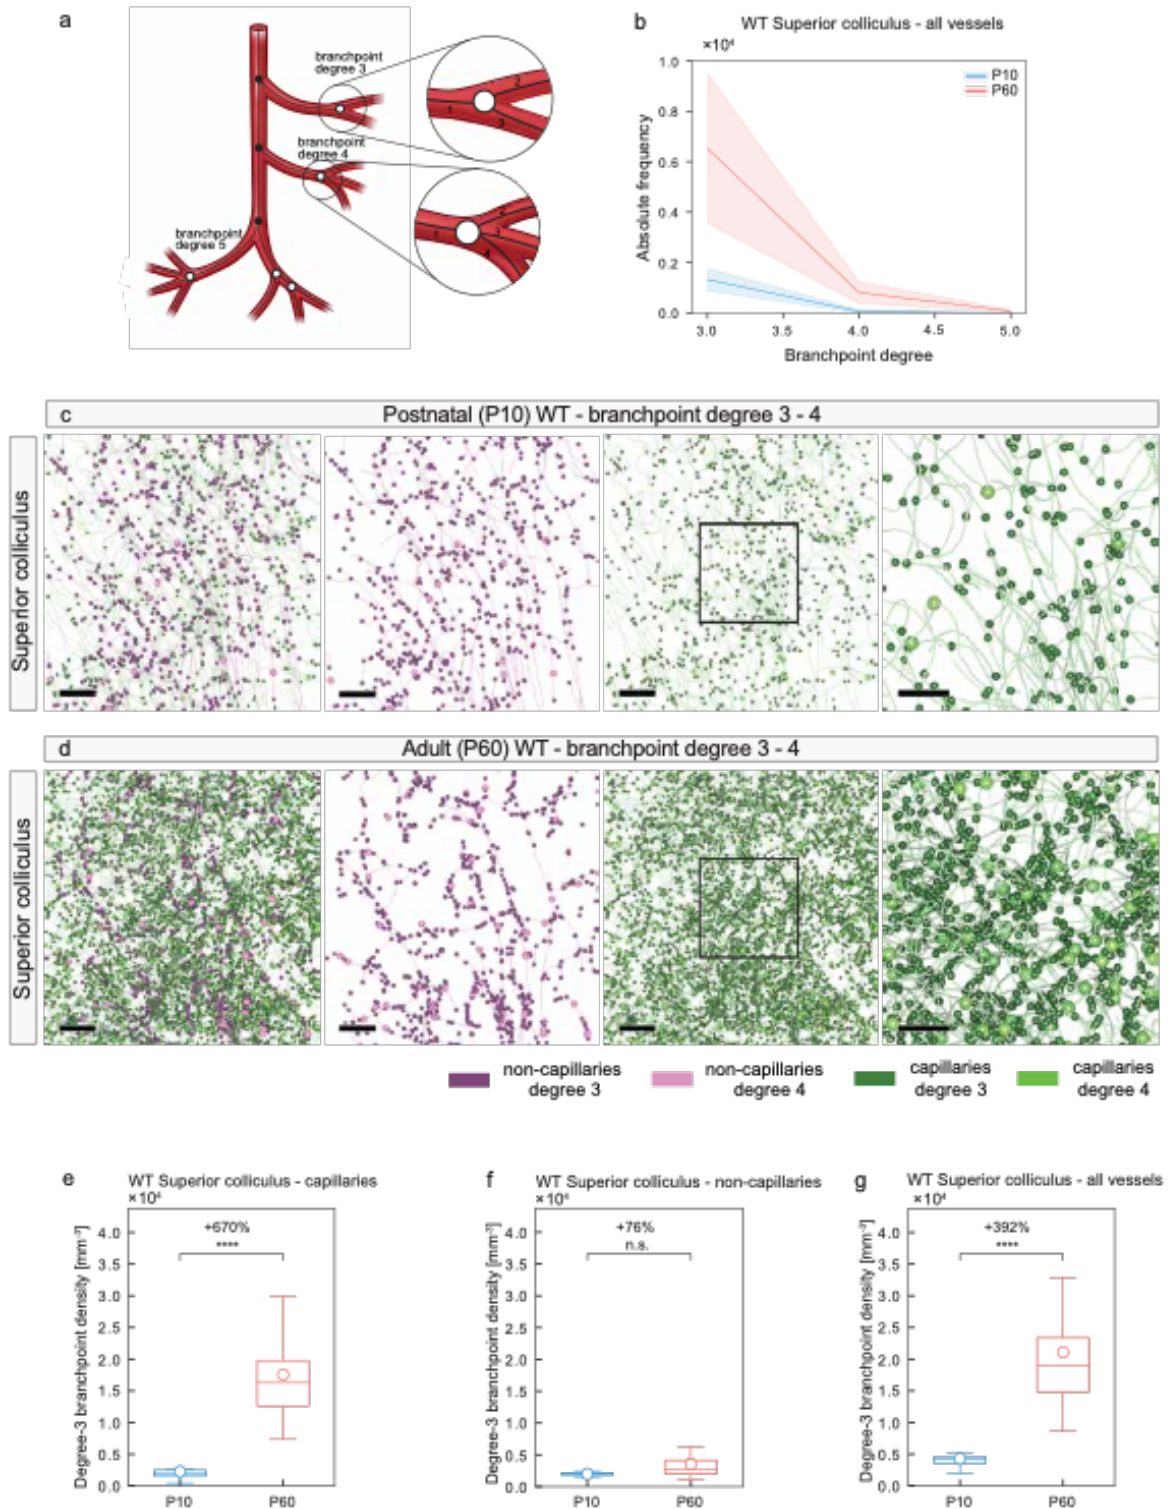 a
branchpoint
degree 3
branchpoint
degree 4
branchpoint
degree 5
1
2
3
1
2
3
4
b
WT Superior colliculus - all vessels
×10⁴
P10
P60
Absolute frequency
1.0
0.8
0.6
0.4
0.2
0.0
3.0
3.5
4.0
4.5
5.0
Branchpoint degree
c
Postnatal (P10) WT - branchpoint degree 3 - 4
Superior colliculus
d
Adult (P60) WT - branchpoint degree 3 - 4
Superior colliculus
non-capillaries
degree 3
non-capillaries
degree 4
capillaries
degree 3
capillaries
degree 4
e
WT Superior colliculus - capillaries
×10⁴
Degree-3 branchpoint density [mm⁻³]
4.0
3.5
3.0
2.5
2.0
1.5
1.0
0.5
0.0
+670%
****
P10
P60
f
WT Superior colliculus - non-capillaries
×10⁴
Degree-3 branchpoint density [mm⁻³]
4.0
3.5
3.0
2.5
2.0
1.5
1.0
0.5
0.0
+76%
n.s.
P10
P60
g
WT Superior colliculus - all vessels
×10⁴
Degree-3 branchpoint density [mm⁻³]
4.0
3.5
3.0
2.5
2.0
1.5
1.0
0.5
0.0
+392%
****
P10
P60